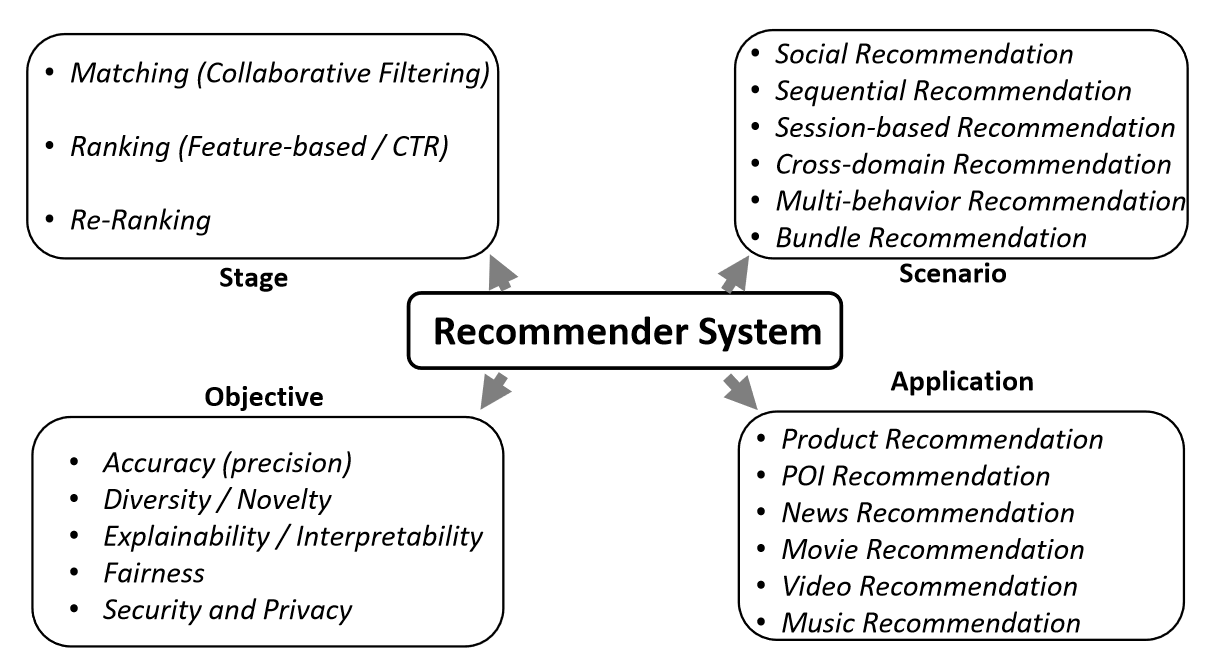 • Matching (Collaborative Filtering)
• Ranking (Feature-based / CTR)
• Re-Ranking
Stage
• Social Recommendation
• Sequential Recommendation
• Session-based Recommendation
• Cross-domain Recommendation
• Multi-behavior Recommendation
• Bundle Recommendation
Scenario
Recommender System
Objective
• Accuracy (precision)
• Diversity / Novelty
• Explainability / Interpretability
• Fairness
• Security and Privacy
Application
• Product Recommendation
• POI Recommendation
• News Recommendation
• Movie Recommendation
• Video Recommendation
• Music Recommendation